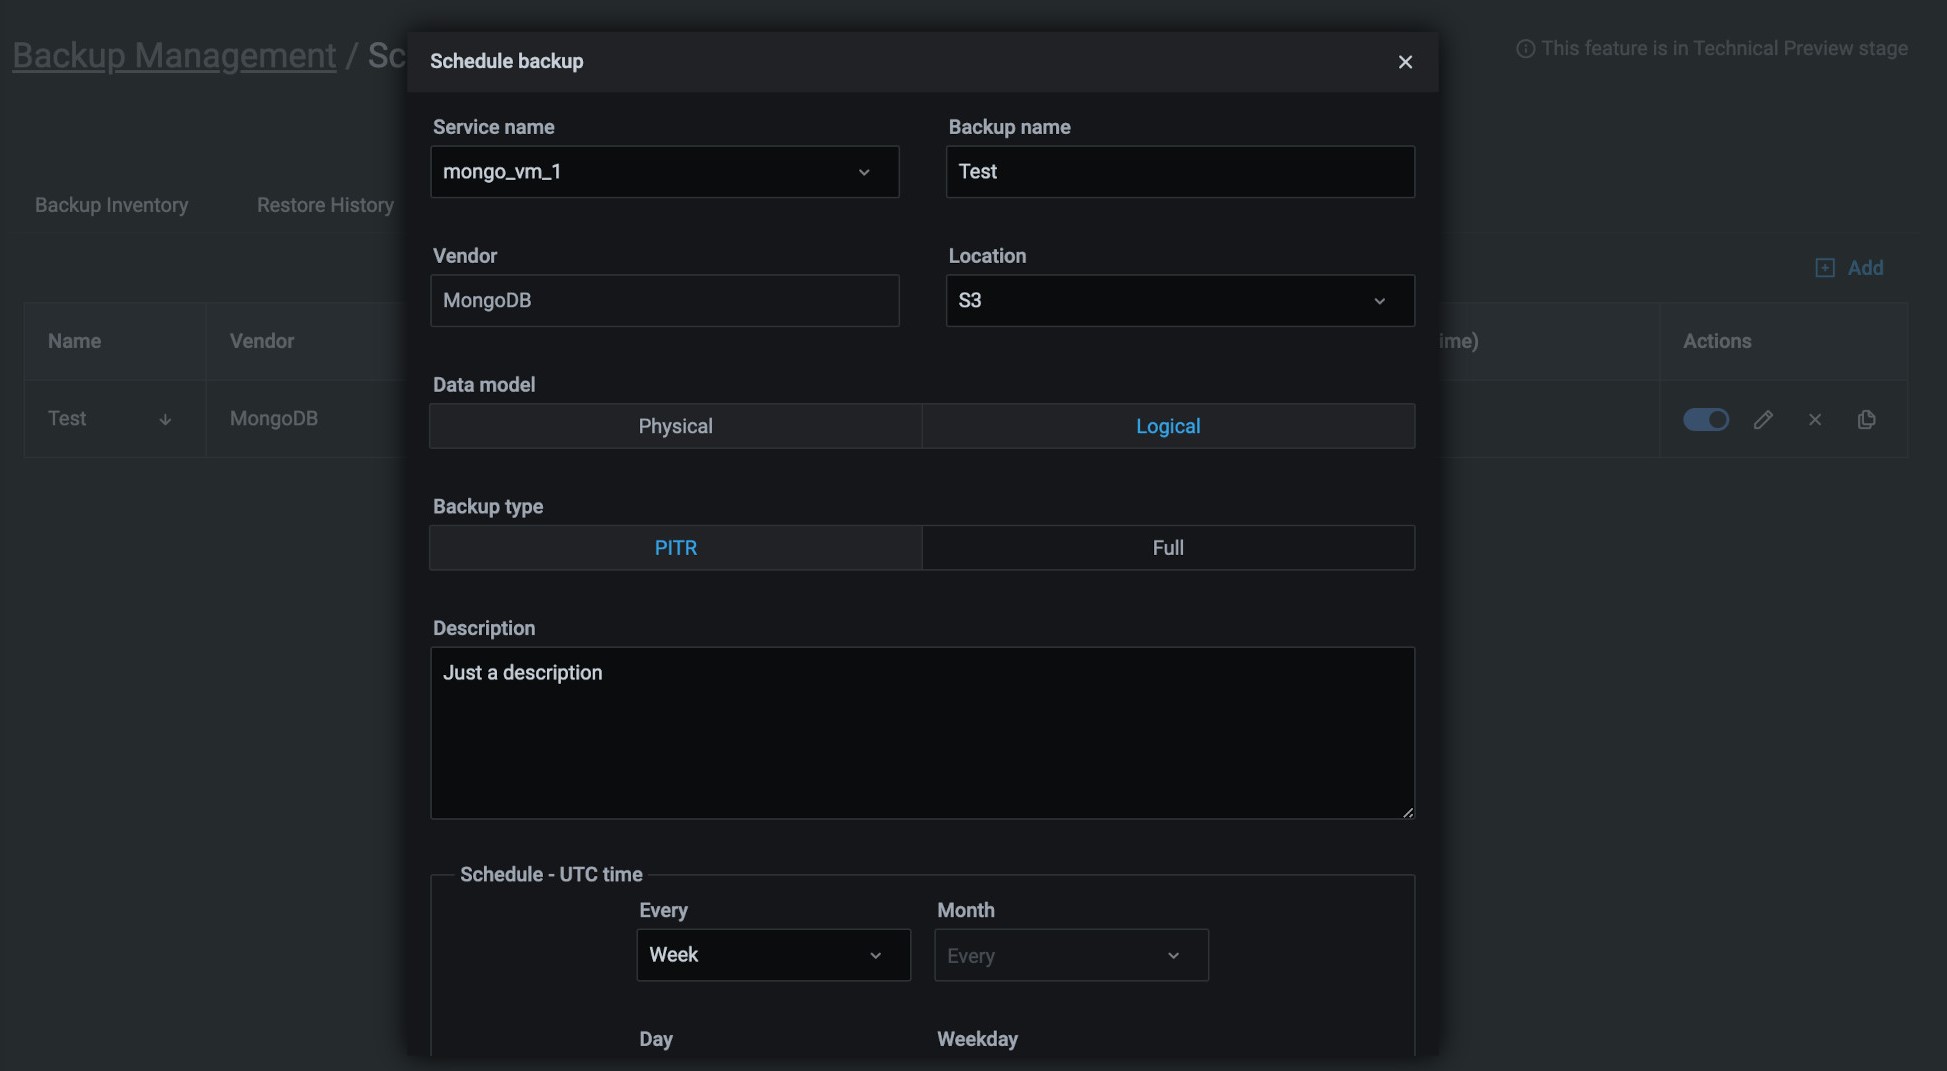 Backup Management / Sc
This feature is in Technical Preview stage
Schedule backup
Service name
Backup name
mongo_vm_1
Test
Backup Inventory
Restore History
Vendor
Location
MongoDB
S3
Add
Name
Vendor
ime)
Actions
Data model
Physical
Logical
Test
MongoDB
Backup type
PITR
Full
Description
Just a description
Schedule - UTC time
Every
Month
Week
Every
Day
Weekday